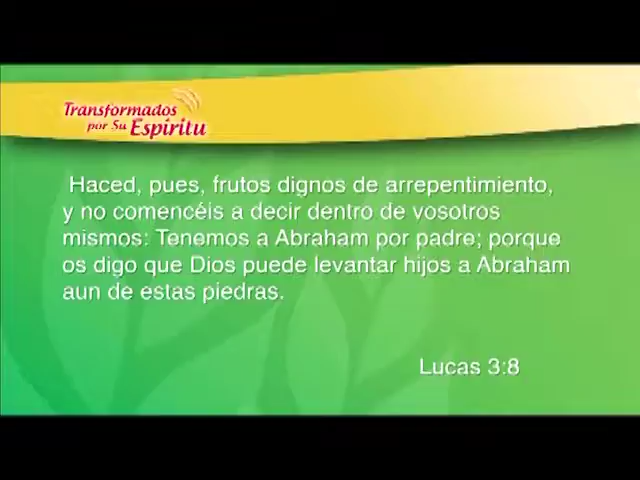 Transformados
por Su Espíritu
Haced, pues, frutos dignos de arrepentimiento,
y no comencéis a decir dentro de vosotros
mismos: Tenemos a Abraham por padre; porque
os digo que Dios puede levantar hijos a Abraham
aun de estas piedras.
Lucas 3:8